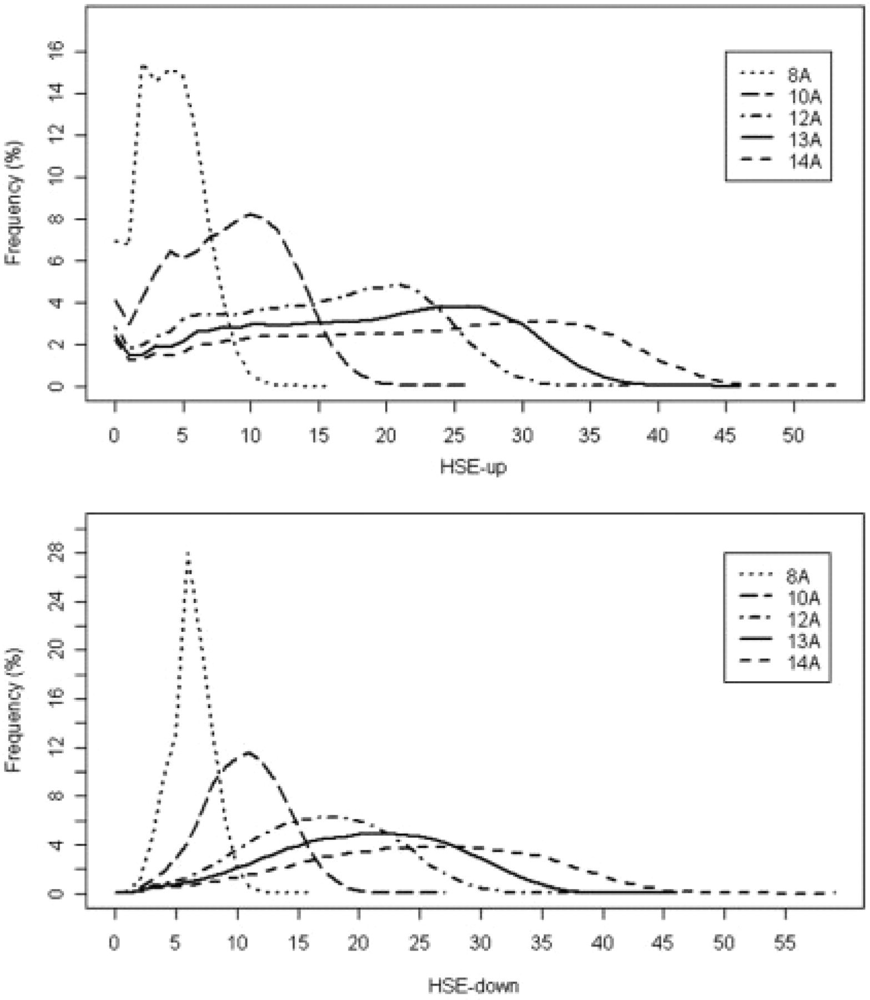 Frequency (%)
16
14
12
10
8
6
4
2
0
8A
10A
12A
13A
14A
0 5 10 15 20 25 30 35 40 45 50
HSE-up
Frequency (%)
28
24
20
16
12
8
4
0
8A
10A
12A
13A
14A
0 5 10 15 20 25 30 35 40 45 50 55
HSE-down